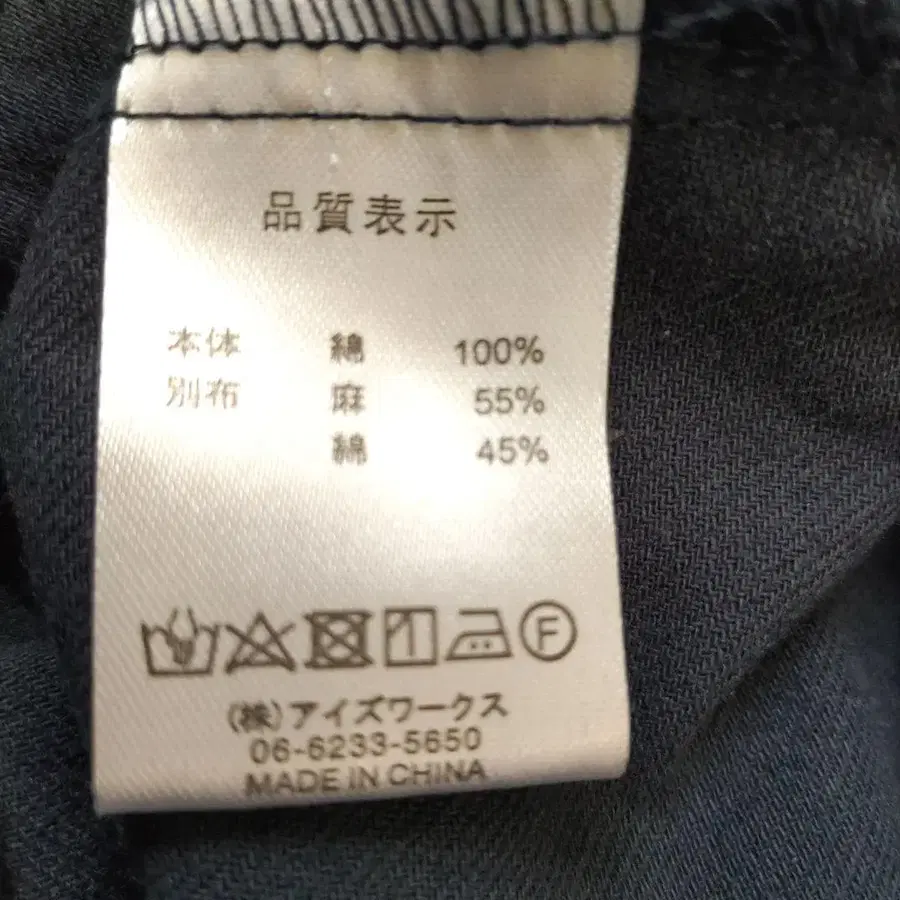 品質表示
本体 綿 100%
別布 麻 55%
綿 45%
F
(株)アイズワークス
06-6233-5650
MADE IN CHINA